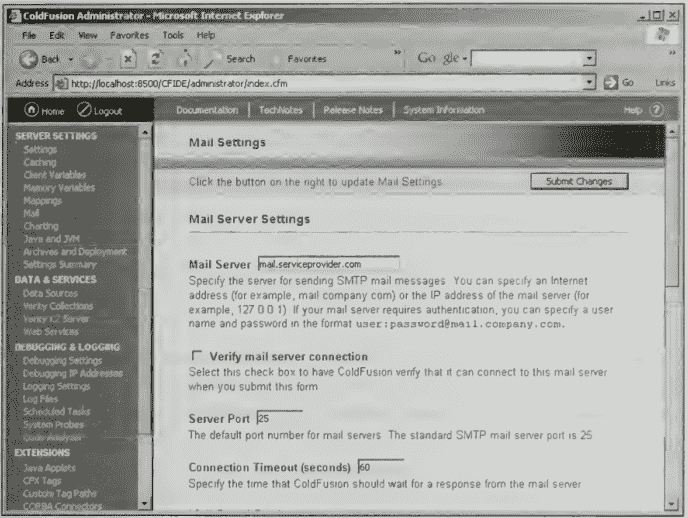 ColdFusion Administrator - Microsoft Internet Explorer
File Edit View Favorites Tools Help
Back Search Favorites Go gle
Address http://localhost:8500/CFIDE/administrator/index.cfm Go Links
Home Logout Documentation TechNotes Release Notes System Information Help
SERVER SETTINGS
Settings
Caching
Client Variables
Memory Variables
Mappings
Mail
Charting
Java and JVM
Archives and Deployment
Settings Summary
DATA & SERVICES
Data Sources
Verity Collections
Verity K2 Server
Web Services
DEBUGGING & LOGGING
Debugging Settings
Debugging IP Addresses
Logging Settings
Log Files
Scheduled Tasks
System Probes
Code Analyzer
EXTENSIONS
Java Applets
CFX Tags
Custom Tag Paths
CORBA Connectors
Mail Settings
Click the button on the right to update Mail Settings Submit Changes
Mail Server Settings
Mail Server mail.serviceprovider.com
Specify the server for sending SMTP mail messages You can specify an Internet
address (for example, mail company com) or the IP address of the mail server (for
example, 127 0 0 1) If your mail server requires authentication, you can specify a user
name and password in the format user:password@mail.company.com.
Verify mail server connection
Select this check box to have ColdFusion verify that it can connect to this mail server
when you submit this form
Server Port 25
The default port number for mail servers The standard SMTP mail server port is 25
Connection Timeout (seconds) 60
Specify the time that ColdFusion should wait for a response from the mail server